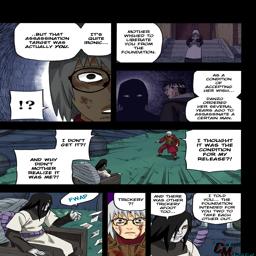 MOTHER
WISHED TO
LIBERATE
YOU FROM
THE
FOUNDATION.
IT'S
QUITE
IRONIC...
...BUT THAT
ASSASSINATION
TARGET WAS
ACTUALLY YOU.
AS A
CONDITION
OF
ACCEPTING
HER WISH...
DANZO
ORDERED
HER SEVERAL
YEARS AGO TO
ASSASSINATE A
CERTAIN MAN.
!?
I THOUGHT
IT WAS THE
CONDITION
FOR MY
RELEASE?!
I DON'T
GET IT?!
AND WHY
DIDN'T
MOTHER
REALIZE IT
WAS ME?!
I TOLD
YOU... THE
FOUNDATION
INTENDED FOR
YOU TWO TO
TAKE EACH
OTHER OUT.
AND THERE
WAS OTHER
TRICKERY
AFOOT
TOO...
TRICKERY
?!
FWAP